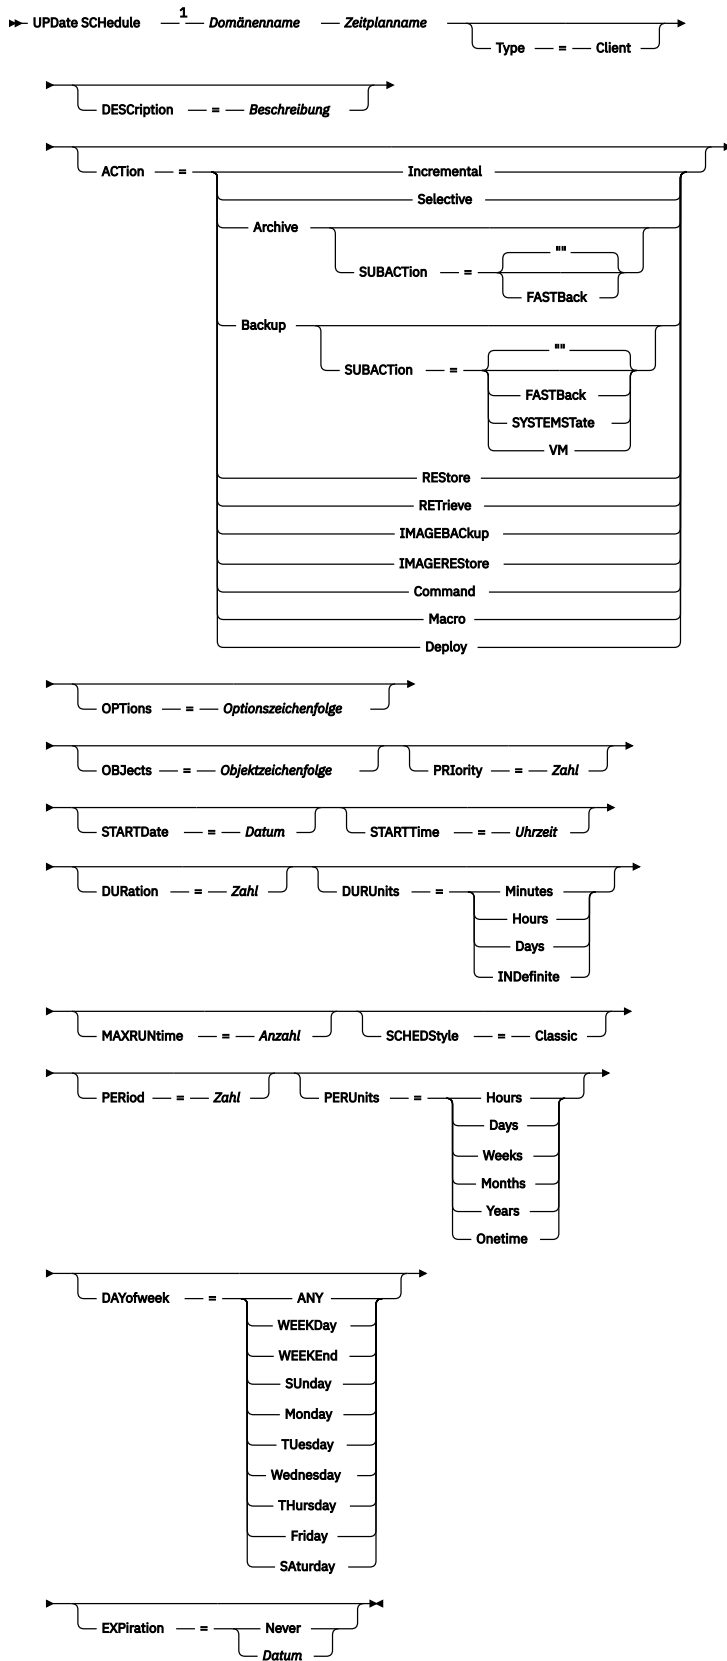 UPDate SCHedule 1 Domänenname Zeitplanname
Type = Client
DESCription = Beschreibung
ACTion = Incremental
Selective
Archive
""
SUBACTion =
FASTBack
Backup
""
SUBACTion =
FASTBack
SYSTEMSTate
VM
REStore
RETrieve
IMAGEBACkup
IMAGEREStore
Command
Macro
Deploy
OPTions = Optionszeichenfolge
OBJects = Objektzeichenfolge PRIority = Zahl
STARTDate = Datum STARTTime = Uhrzeit
DURation = Zahl DURUnits = Minutes
Hours
Days
INDefinite
MAXRUNtime = Anzahl SCHEDStyle = Classic
PERiod = Zahl PERUnits = Hours
Days
Weeks
Months
Years
Onetime
DAYofweek = ANY
WEEKDay
WEEKEnd
SUnday
Monday
TUesday
Wednesday
THursday
Friday
SAturday
EXPiration = Never
Datum